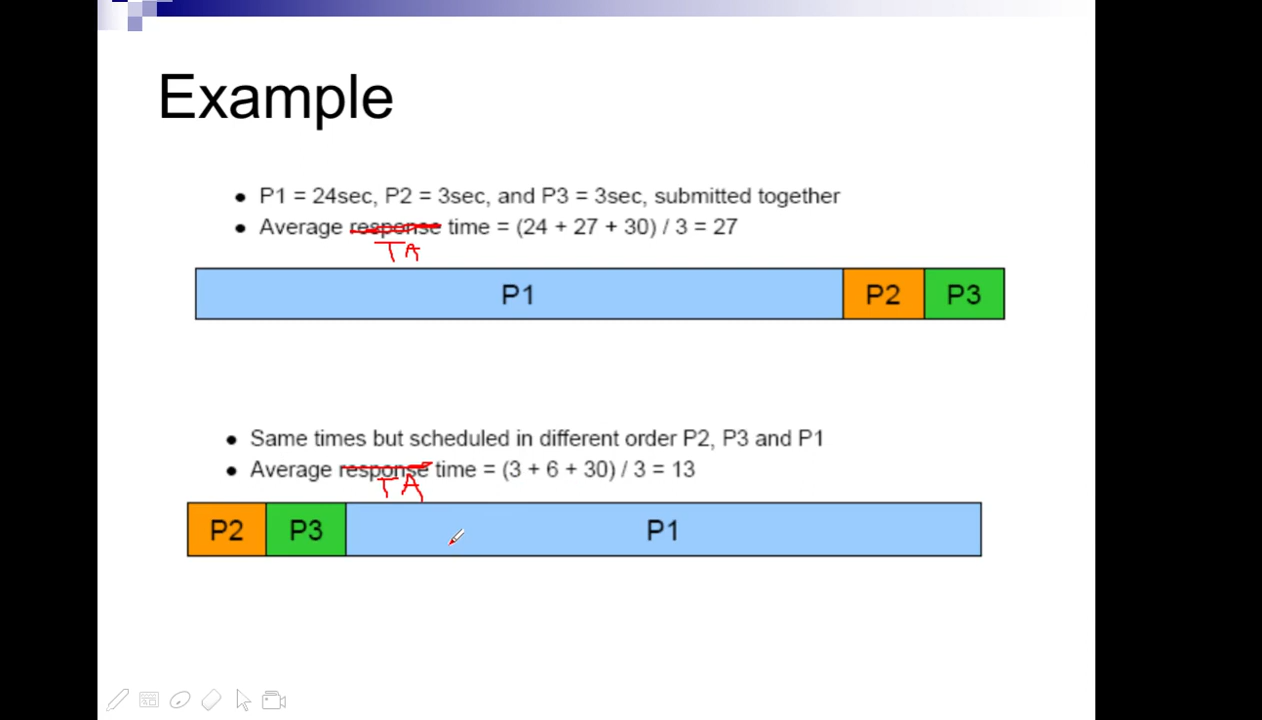 Example
● P1 = 24sec, P2 = 3sec, and P3 = 3sec, submitted together
● Average response time = (24 + 27 + 30) / 3 = 27
TA
P1 P2 P3
● Same times but scheduled in different order P2, P3 and P1
● Average response time = (3 + 6 + 30) / 3 = 13
TA
P2 P3 P1